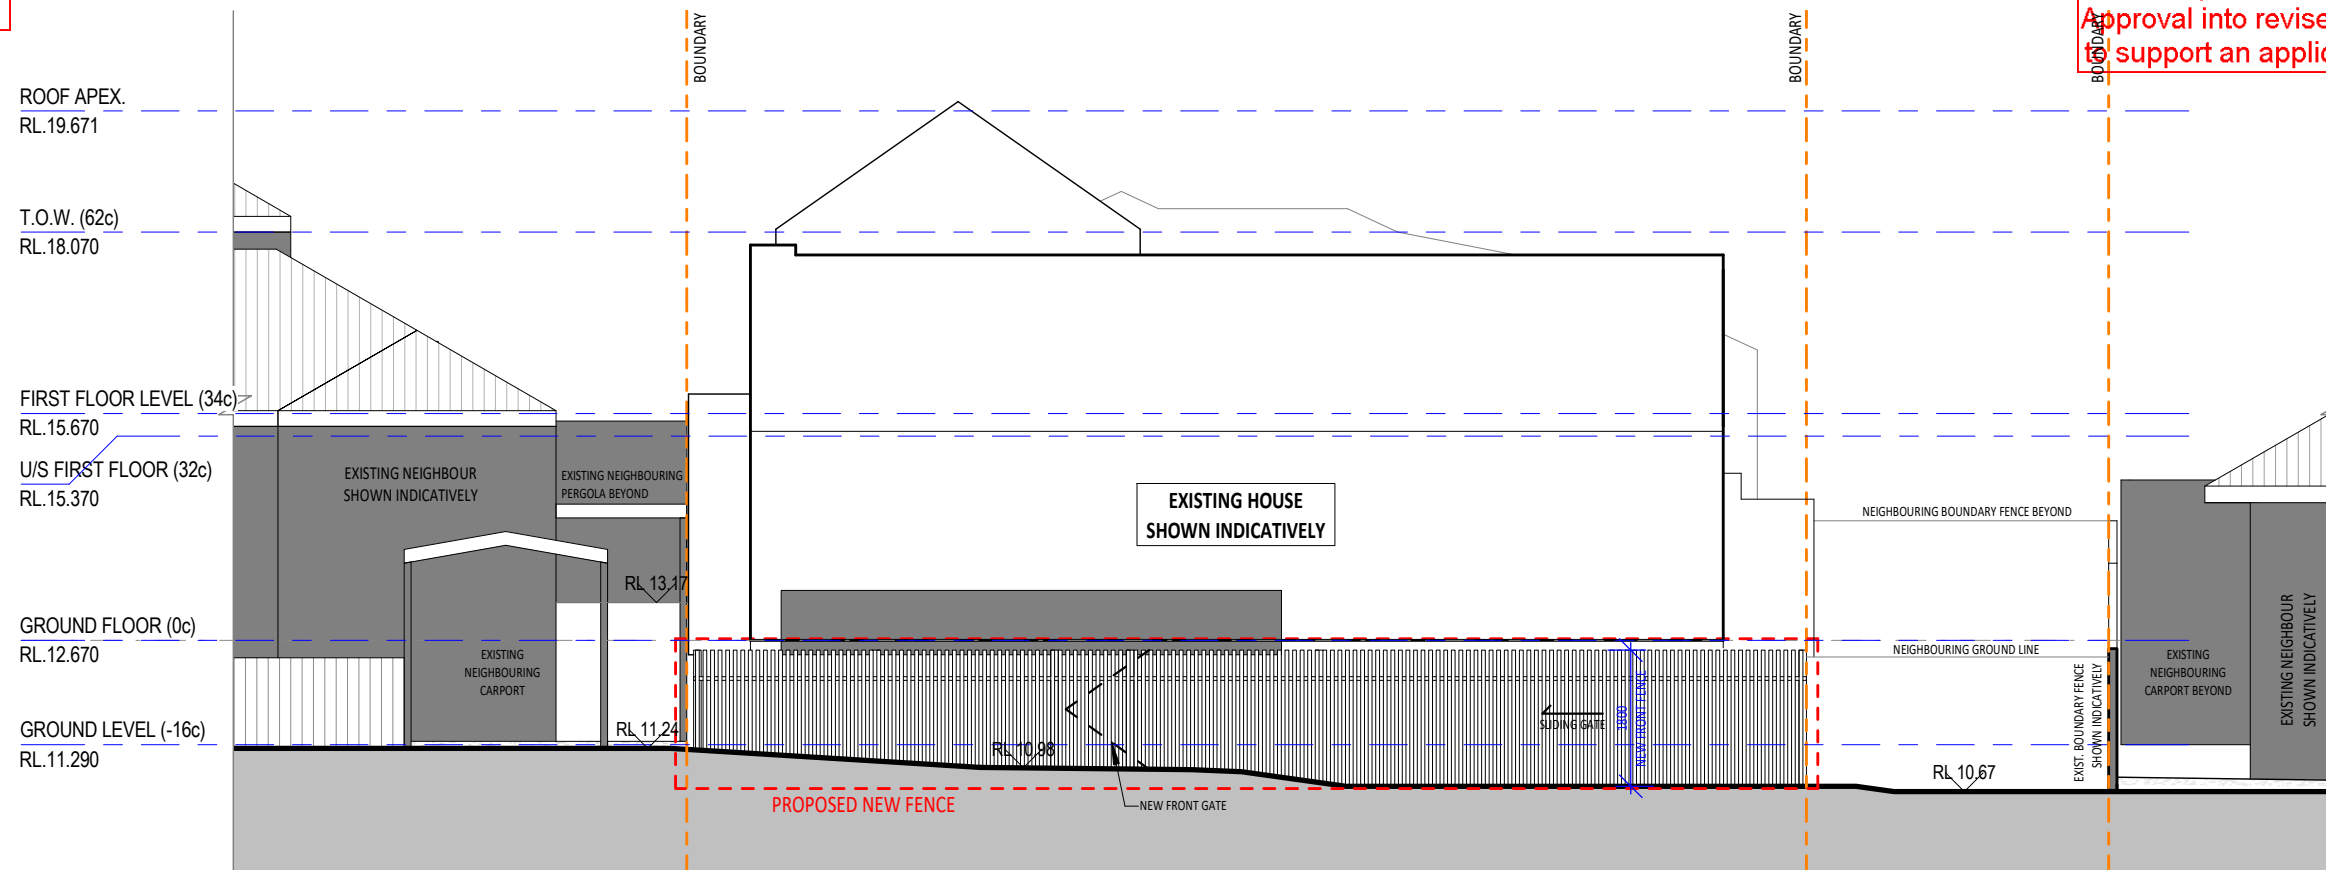 Approval into revise
to support an applic
BOUNDARY
BOUNDARY
BOUNDARY
ROOF APEX.
RL.19.671
T.O.W. (62c)
RL.18.070
FIRST FLOOR LEVEL (34c)
RL.15.670
U/S FIRST FLOOR (32c)
RL.15.370
GROUND FLOOR (0c)
RL.12.670
GROUND LEVEL (-16c)
RL.11.290
EXISTING NEIGHBOUR
SHOWN INDICATIVELY
EXISTING NEIGHBOURING
PERGOLA BEYOND
RL 13.17
EXISTING
NEIGHBOURING
CARPORT
RL 11.24
EXISTING HOUSE
SHOWN INDICATIVELY
RL 10.98
SLIDING GATE
1800
NEW FRONT FENCE
PROPOSED NEW FENCE
NEW FRONT GATE
NEIGHBOURING BOUNDARY FENCE BEYOND
NEIGHBOURING GROUND LINE
EXIST. BOUNDARY FENCE
SHOWN INDICATIVELY
RL 10.67
EXISTING
NEIGHBOURING
CARPORT BEYOND
EXISTING NEIGHBOUR
SHOWN INDICATIVELY